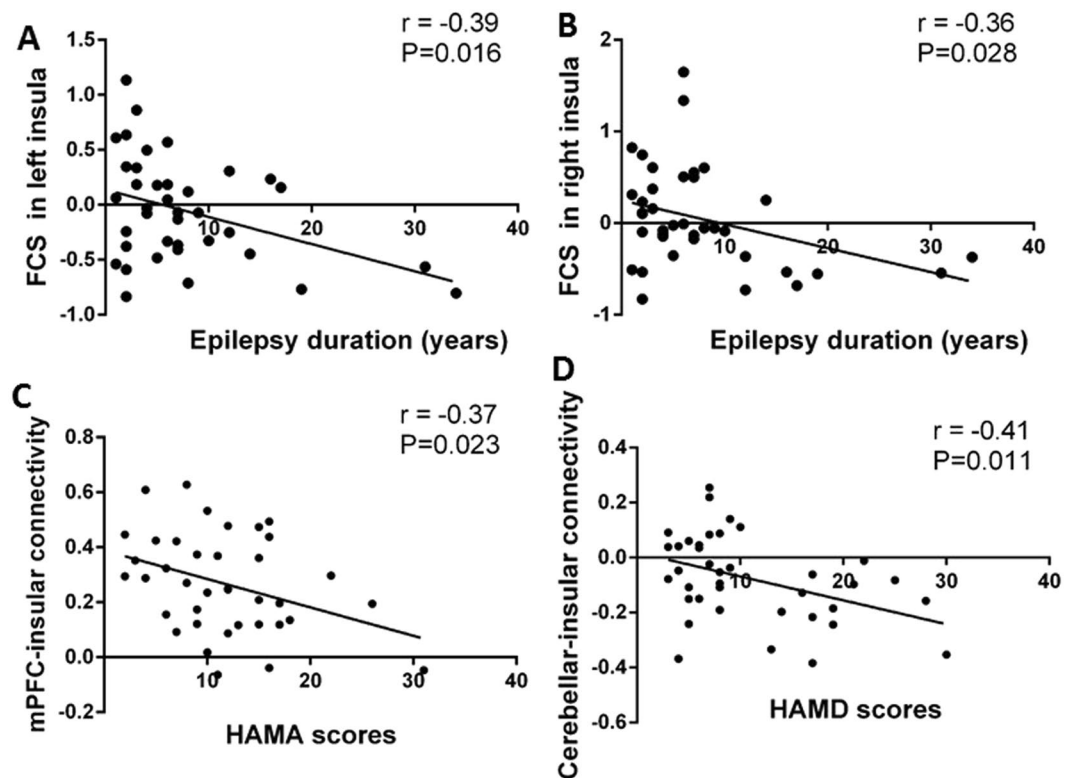 A
r = -0.39
P=0.016
FCS in left insula
1.5
1.0
0.5
0.0
-0.5
-1.0
10
20
30
40
Epilepsy duration (years)
B
r = -0.36
P=0.028
FCS in right insula
2
1
0
-1
10
20
30
40
Epilepsy duration (years)
C
r = -0.37
P=0.023
mPFC-insular connectivity
0.8
0.6
0.4
0.2
0.0
-0.2
10
20
30
40
HAMA scores
D
r = -0.41
P=0.011
Cerebellar-insular connectivity
0.4
0.2
0.0
-0.2
-0.4
-0.6
10
20
30
40
HAMD scores